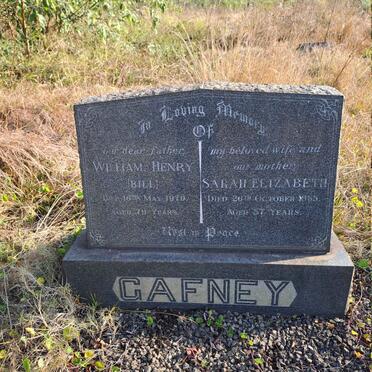 In Loving Memory
Of
our dear father
William Henry
(Bill)
Died 16th May 1970.
Aged 79 years.
my beloved wife and
our mother
Sarah Elizabeth
Died 26th October 1955.
Aged 57 years.
Rest in Peace
GAFNEY